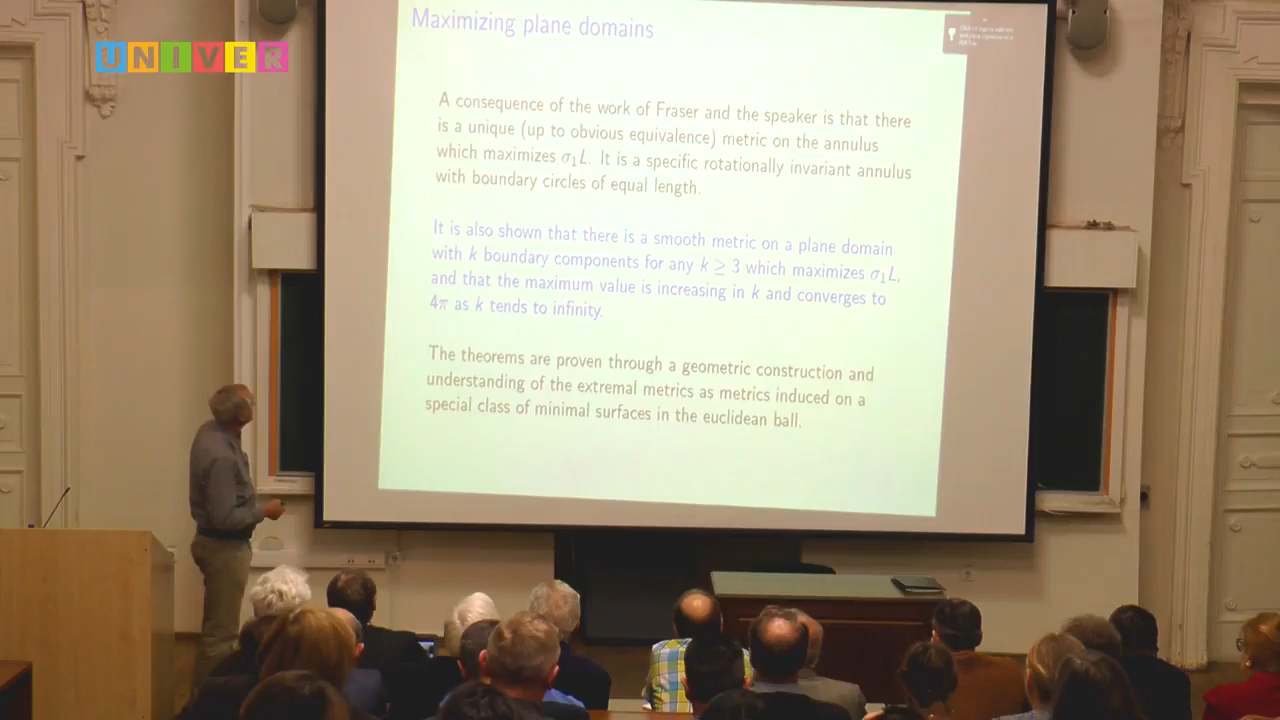 UNIVER
Maximizing plane domains
A consequence of the work of Fraser and the speaker is that there
is a unique (up to obvious equivalence) metric on the annulus
which maximizes σ₁L. It is a specific rotationally invariant annulus
with boundary circles of equal length.
It is also shown that there is a smooth metric on a plane domain
with k boundary components for any k ≥ 3 which maximizes σ₁L,
and that the maximum value is increasing in k and converges to
4π as k tends to infinity.
The theorems are proven through a geometric construction and
understanding of the extremal metrics as metrics induced on a
special class of minimal surfaces in the euclidean ball.